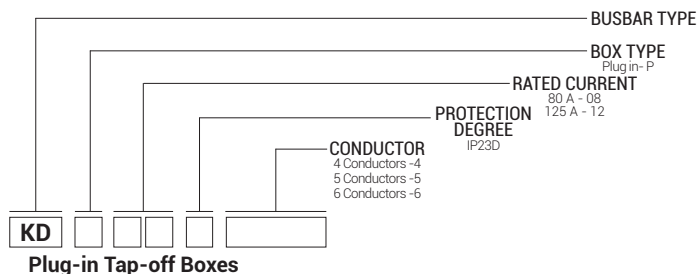 BUSBAR TYPE
BOX TYPE
Plug in- P
RATED CURRENT
80 A - 08
125 A - 12
PROTECTION
DEGREE
IP23D
CONDUCTOR
4 Conductors -4
5 Conductors -5
6 Conductors -6
KD
Plug-in Tap-off Boxes